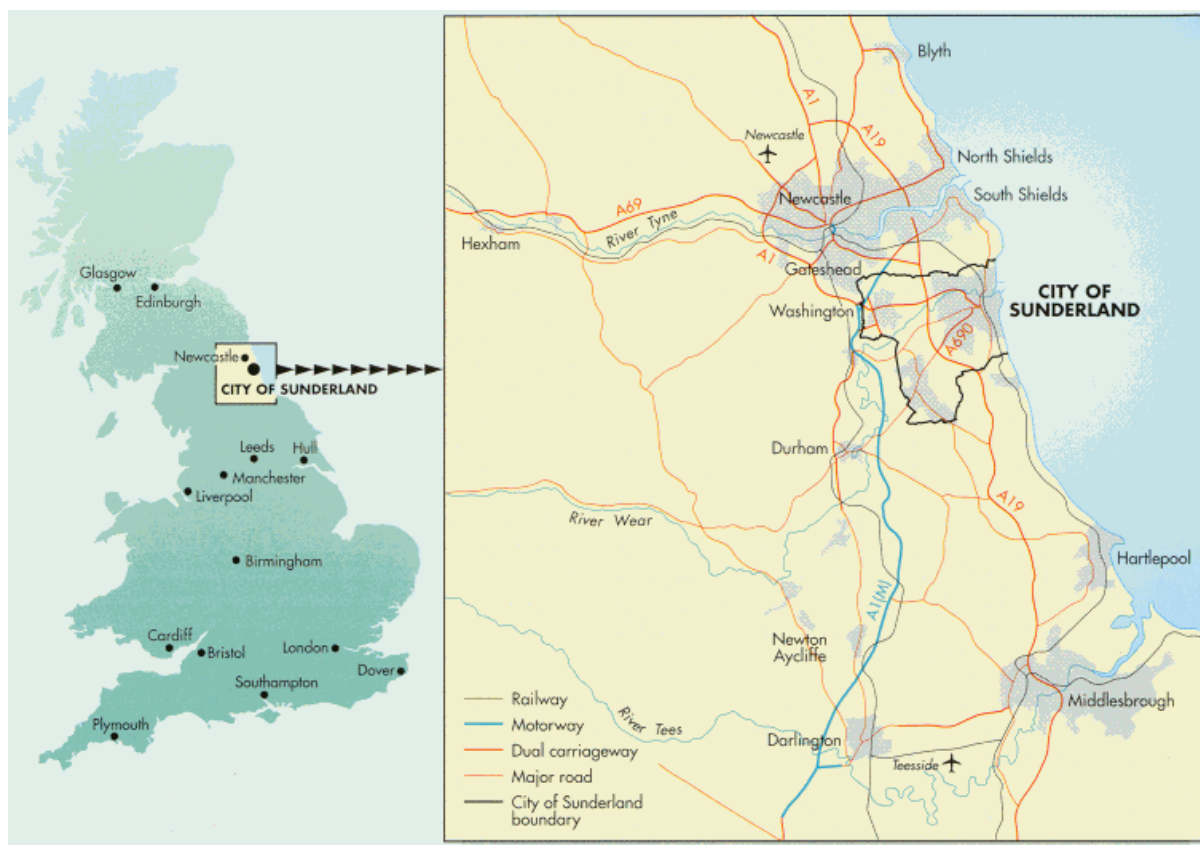 Glasgow
Edinburgh
Newcastle
CITY OF SUNDERLAND
Leeds
Hull
Manchester
Liverpool
Birmingham
Cardiff
Bristol
London
Dover
Southampton
Plymouth
Blyth
A1
A19
Newcastle
North Shields
South Shields
Newcastle
A69
River Tyne
Hexham
A1
Gateshead
CITY OF
SUNDERLAND
Washington
A690
Durham
A19
River Wear
Hartlepool
A1(M)
Newton
Aycliffe
Middlesbrough
River Tees
Darlington
Teesside
Railway
Motorway
Dual carriageway
Major road
City of Sunderland
boundary